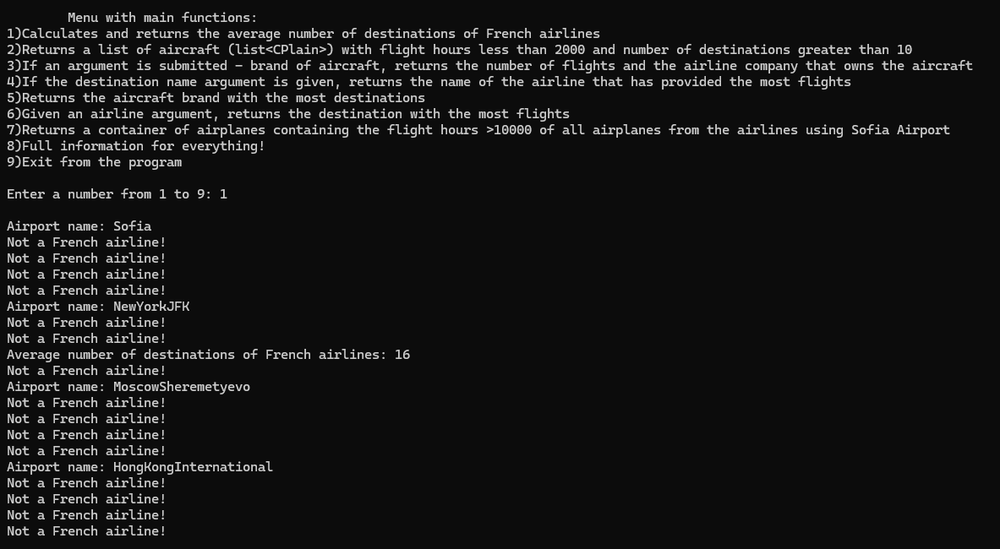 Menu with main functions:
1)Calculates and returns the average number of destinations of French airlines
2)Returns a list of aircraft (list<CPlain>) with flight hours less than 2000 and number of destinations greater than 10
3)If an argument is submitted - brand of aircraft, returns the number of flights and the airline company that owns the aircraft
4)If the destination name argument is given, returns the name of the airline that has provided the most flights
5)Returns the aircraft brand with the most destinations
6)Given an airline argument, returns the destination with the most flights
7)Returns a container of airplanes containing the flight hours >10000 of all airplanes from the airlines using Sofia Airport
8)Full information for everything!
9)Exit from the program
Enter a number from 1 to 9: 1
Airport name: Sofia
Not a French airline!
Not a French airline!
Not a French airline!
Not a French airline!
Airport name: NewYorkJFK
Not a French airline!
Not a French airline!
Average number of destinations of French airlines: 16
Not a French airline!
Airport name: MoscowSheremetyevo
Not a French airline!
Not a French airline!
Not a French airline!
Not a French airline!
Airport name: HongKongInternational
Not a French airline!
Not a French airline!
Not a French airline!
Not a French airline!